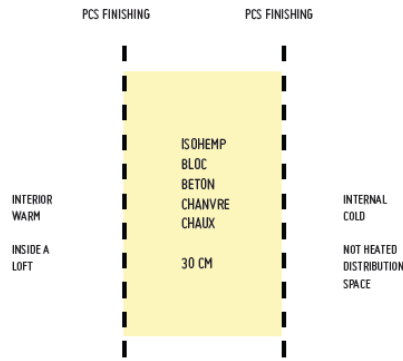 PCS FINISHING
PCS FINISHING
ISOHEMP
BLOC
BETON
CHANVRE
CHAUX
30 CM
INTERIOR
WARM
INSIDE A
LOFT
INTERNAL
COLD
NOT HEATED
DISTRIBUTION
SPACE